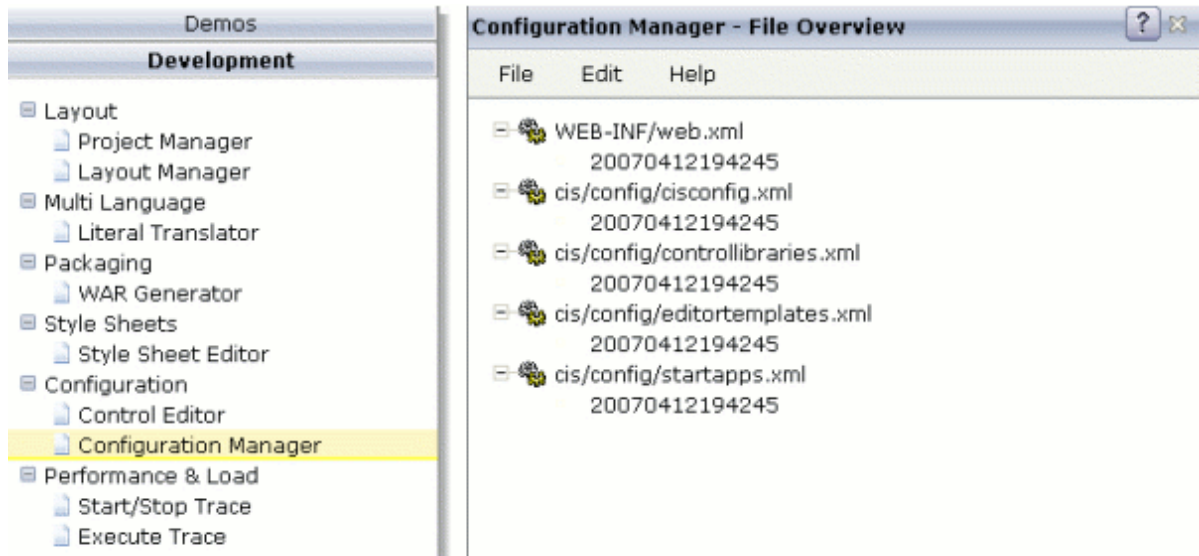 Demos
Development
Layout
Project Manager
Layout Manager
Multi Language
Literal Translator
Packaging
WAR Generator
Style Sheets
Style Sheet Editor
Configuration
Control Editor
Configuration Manager
Performance & Load
Start/Stop Trace
Execute Trace
Configuration Manager - File Overview ?
File Edit Help
WEB-INF/web.xml
20070412194245
cis/config/cisconfig.xml
20070412194245
cis/config/controllibraries.xml
20070412194245
cis/config/editortemplates.xml
20070412194245
cis/config/startapps.xml
20070412194245